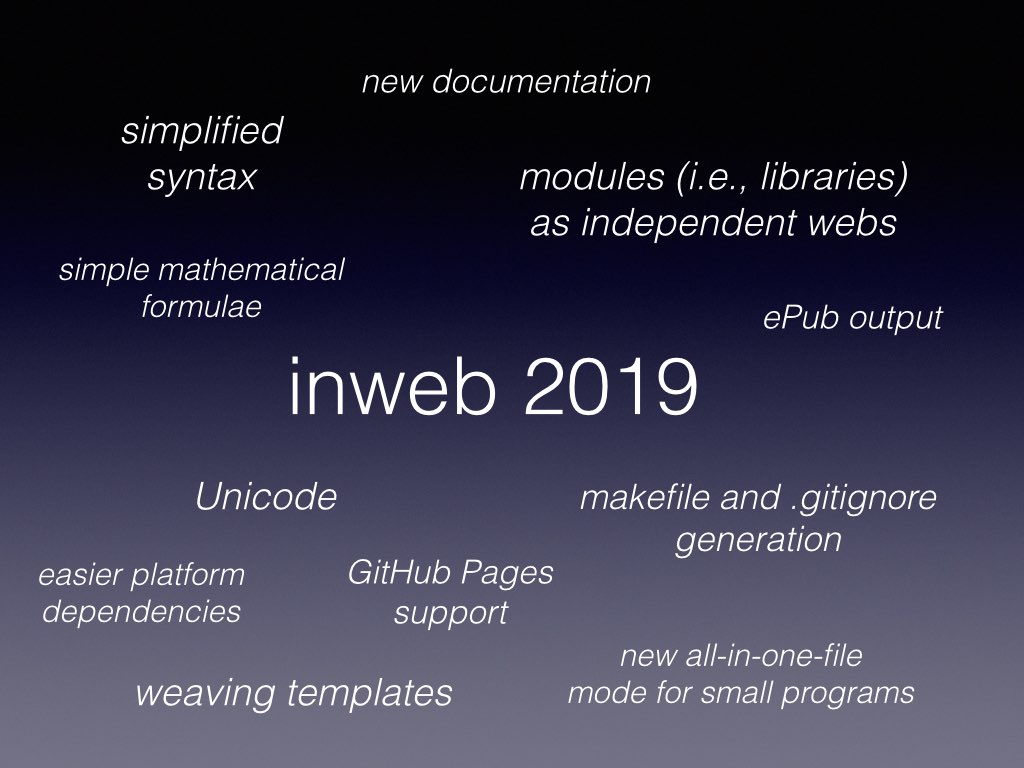 new documentation
simplified
syntax
modules (i.e., libraries)
as independent webs
simple mathematical
formulae
ePub output
inweb 2019
Unicode
makefile and .gitignore
generation
easier platform
dependencies
GitHub Pages
support
new all-in-one-file
mode for small programs
weaving templates